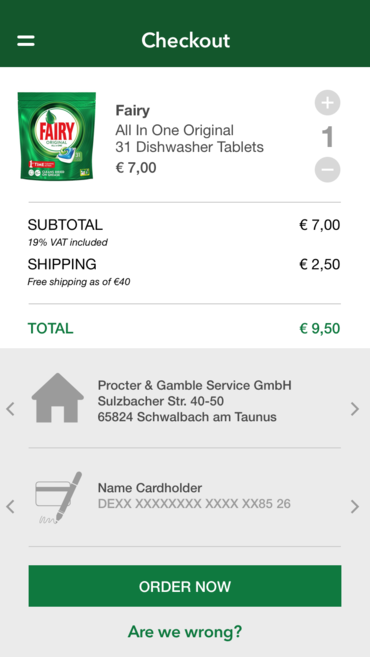 Checkout
FAIRY
ORIGINAL
Fairy
All In One Original
31 Dishwasher Tablets
€ 7,00
1
SUBTOTAL € 7,00
19% VAT included
SHIPPING € 2,50
Free shipping as of €40
TOTAL € 9,50
Procter & Gamble Service GmbH
Sulzbacher Str. 40-50
65824 Schwalbach am Taunus
Name Cardholder
DEXX XXXXXXXX XXXX XX85 26
ORDER NOW
Are we wrong?